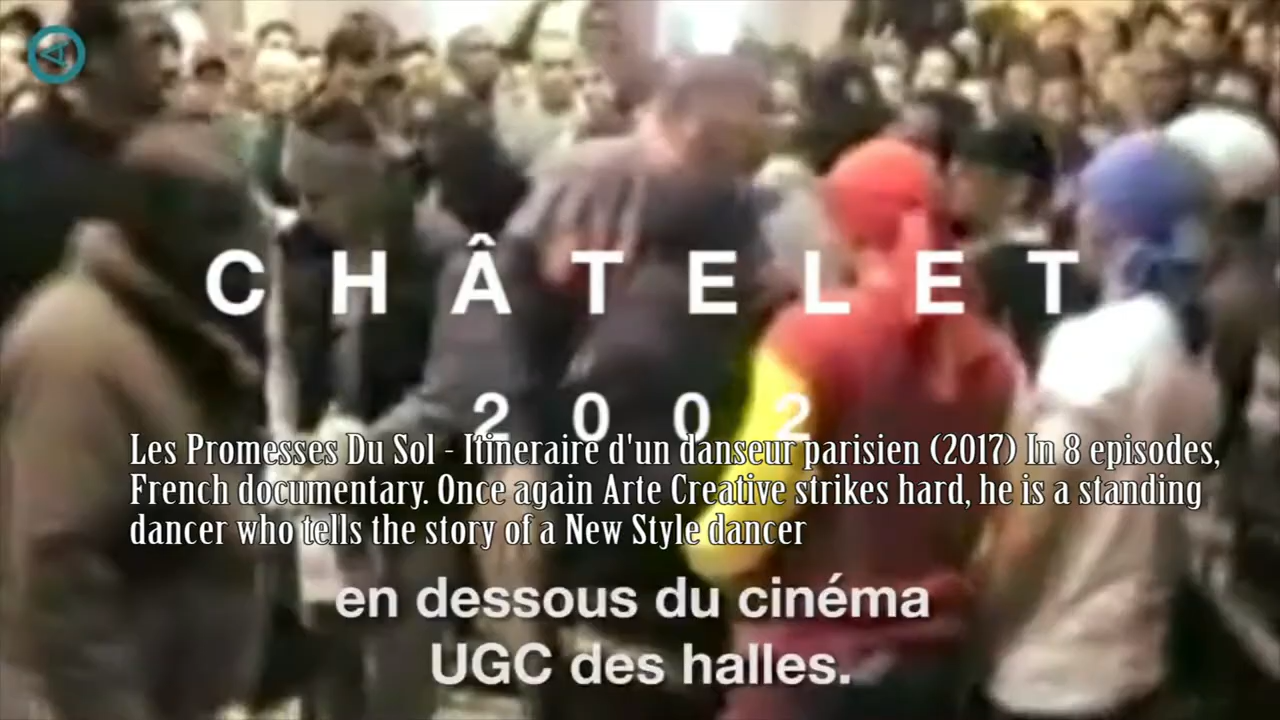 CHÂTELET
2002
Les Promesses Du Sol - Itineraire d'un danseur parisien (2017) In 8 episodes,
French documentary. Once again Arte Creative strikes hard, he is a standing
dancer who tells the story of a New Style dancer
en dessous du cinéma
UGC des halles.